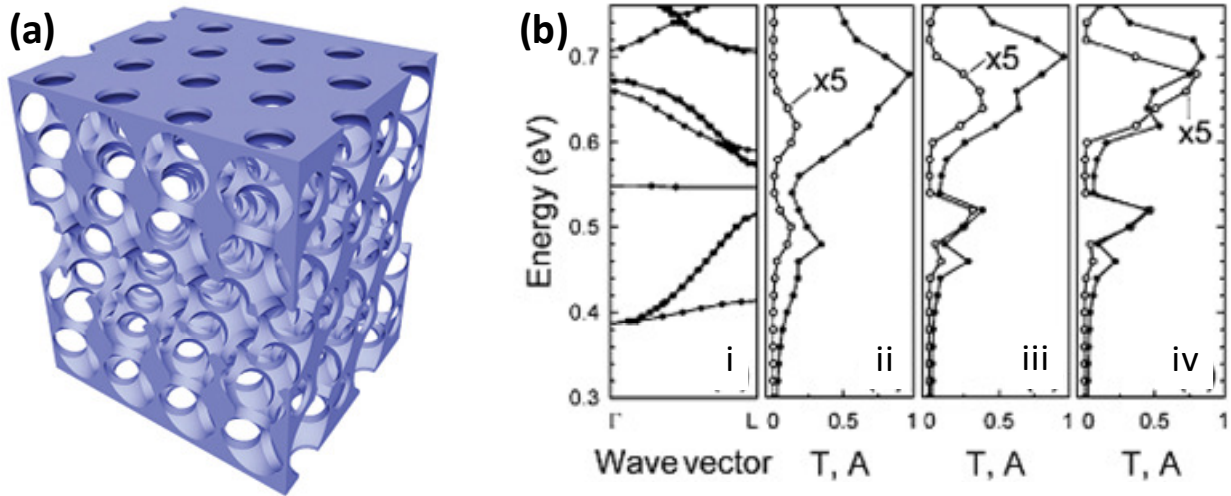 (a)
(b)
Energy (eV)
0.7
0.6
0.5
0.4
0.3
x5
x5
x5
i
ii
iii
iv
Γ
L
0
0.5
1
0
0.5
1
0
0.5
1
Wave vector
T, A
T, A
T, A